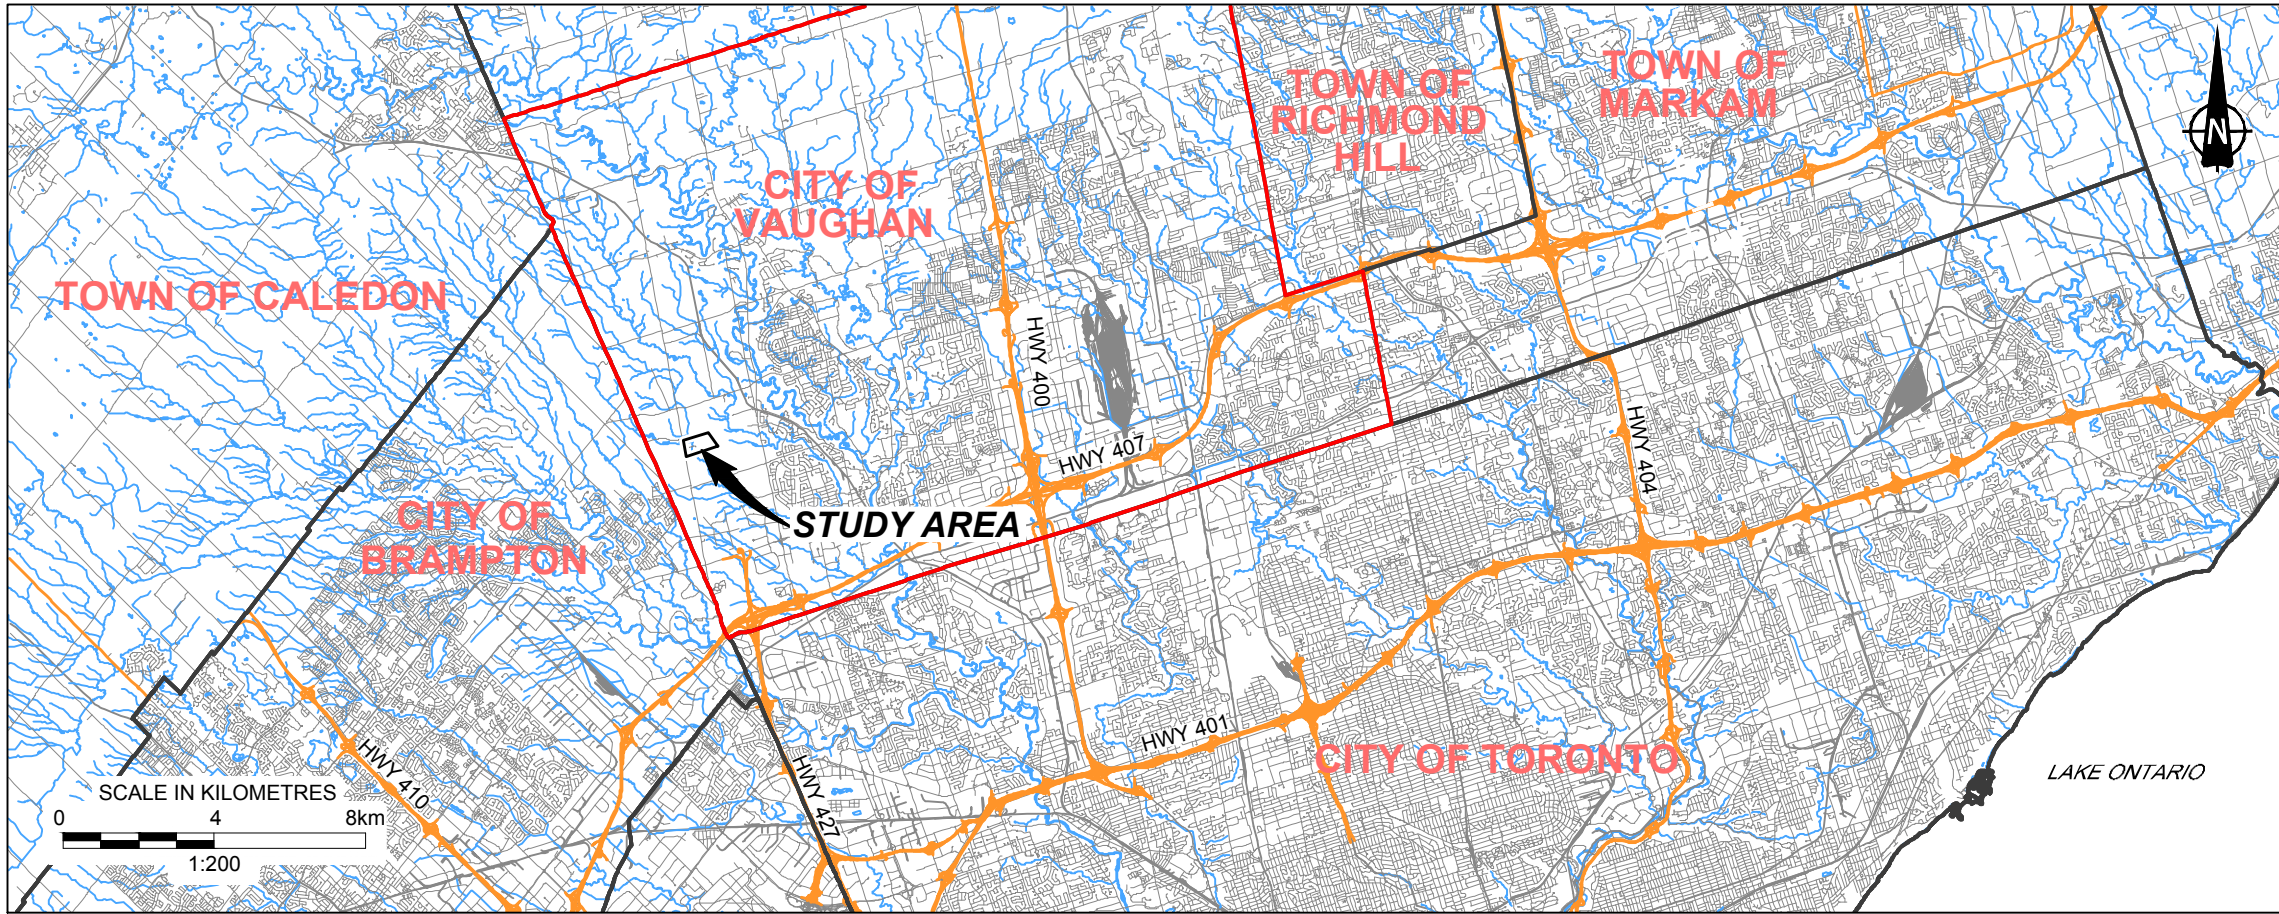 TOWN OF
MARKAM
TOWN OF
RICHMOND
HILL
N
CITY OF
VAUGHAN
TOWN OF CALEDON
HWY 400
HWY 407
HWY 404
STUDY AREA
CITY OF
BRAMPTON
HWY 401
CITY OF TORONTO
LAKE ONTARIO
HWY 410
HWY 427
SCALE IN KILOMETRES
0 4 8km
1:200